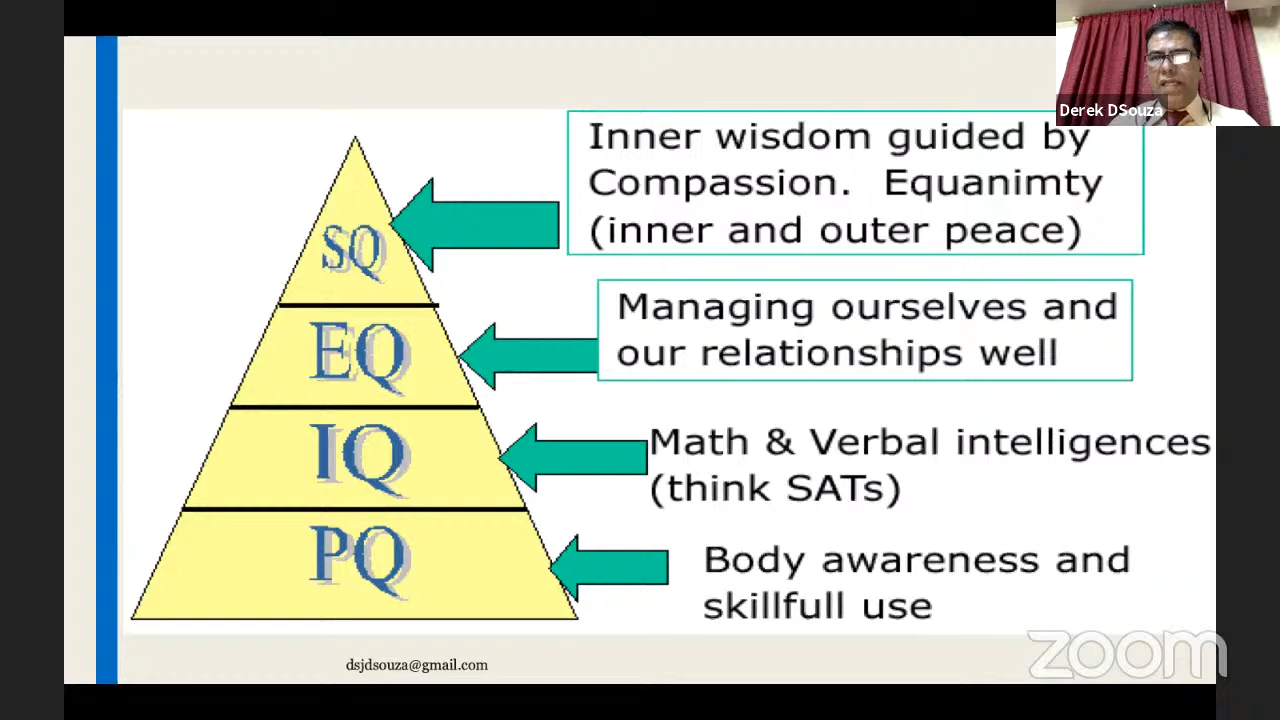 Derek DSouza
Inner wisdom guided by
Compassion.  Equanimty
(inner and outer peace)
SQ
Managing ourselves and
our relationships well
EQ
Math & Verbal intelligences
(think SATs)
IQ
Body awareness and
skillfull use
PQ
dsjdsouza@gmail.com
zoom